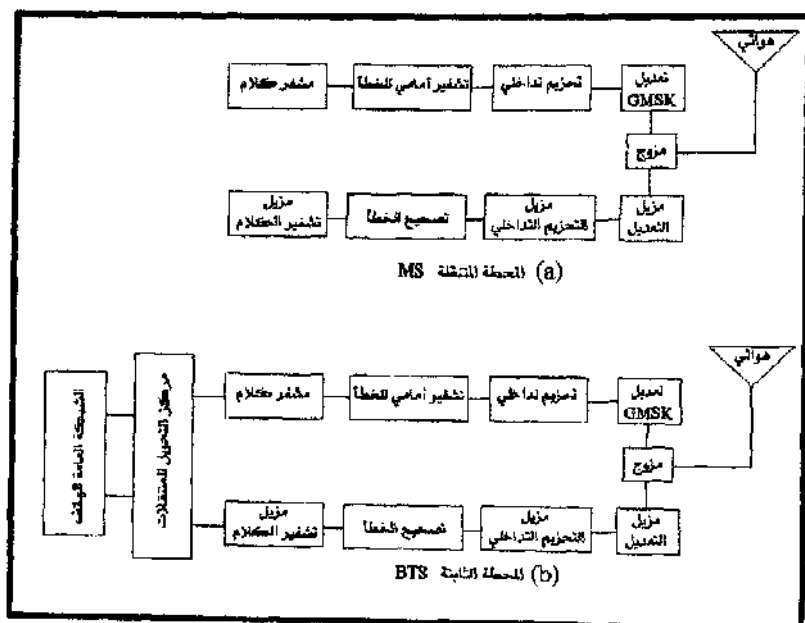 هوائي
مشفر كلام
تشفير أمامي للخطأ
تحزيم تداخلي
تعديل
GMSK
مزوج
مزيل
تشفير الكلام
تصحيح الخطأ
مزيل
التحزيم التداخلي
مزيل
التعديل
(a) المحطة المتنقلة MS
هوائي
الشبكة العامة للهاتف
مركز التحويل للمتنقلات
مشفر كلام
تشفير أمامي للخطأ
تحزيم تداخلي
تعديل
GMSK
مزوج
مزيل
تشفير الكلام
تصحيح الخطأ
مزيل
التحزيم التداخلي
مزيل
التعديل
(b) المحطة الثابتة BTS